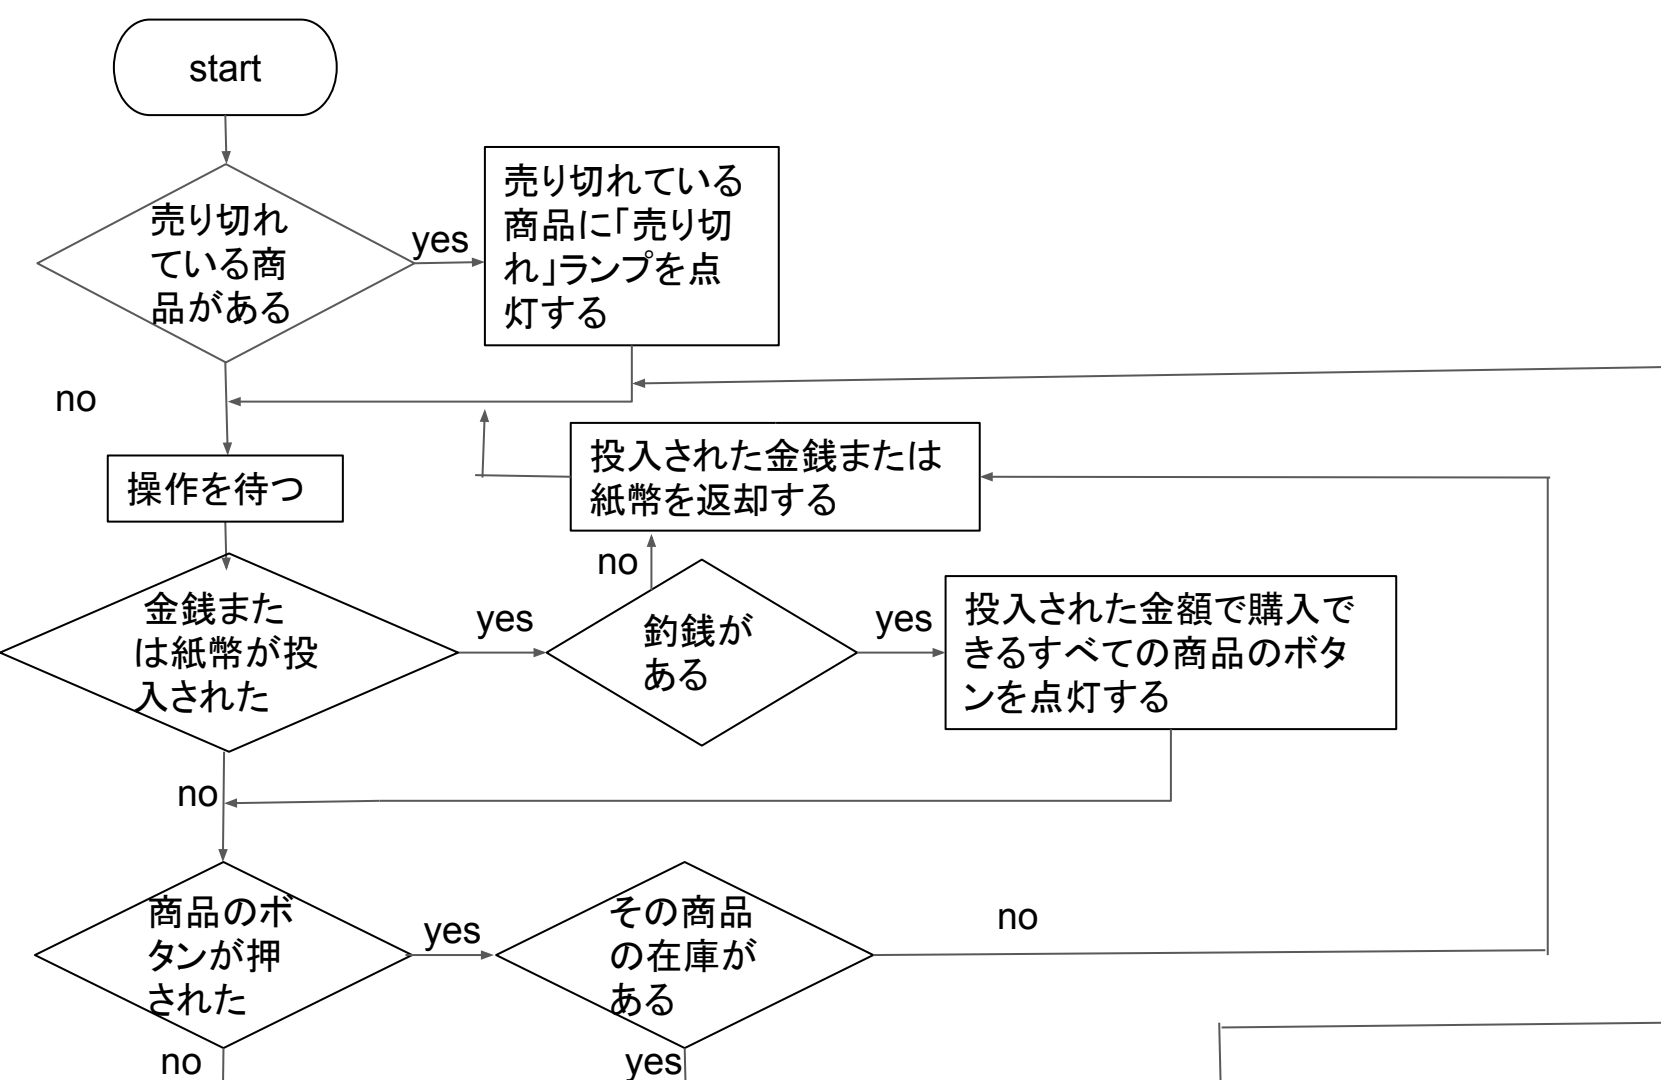 start
売り切れ
ている商
品がある
yes
売り切れている
商品に「売り切
れ」ランプを点
灯する
no
操作を待つ
投入された金銭または
紙幣を返却する
no
金銭また
は紙幣が投
入された
yes
釣銭が
ある
yes
投入された金額で購入で
きるすべての商品のボタ
ンを点灯する
no
商品のボ
タンが押
された
yes
その商品
の在庫が
ある
no
no
yes